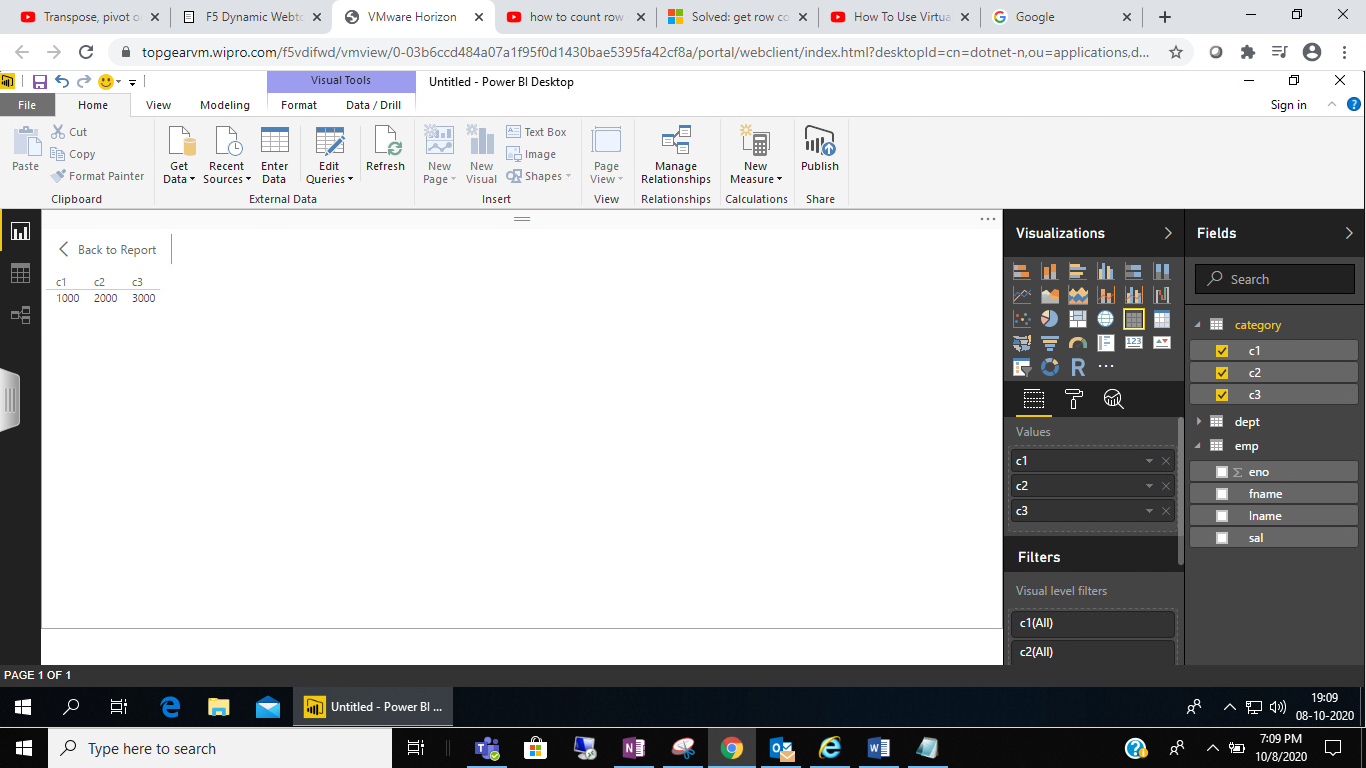 Transpose, pivot o
F5 Dynamic Webto
VMware Horizon
how to count row
Solved: get row co
How To Use Virtua
Google
topgearvm.wipro.com/f5vdifwd/vmview/0-03b6ccd484a07a1f95f0d1430bae5395fa42cf8a/portal/webclient/index.html?desktopId=cn=dotnet-n,ou=applications,d...
Visual Tools
Untitled - Power BI Desktop
File Home View Modeling Format Data / Drill Sign in
Paste
Cut
Copy
Format Painter
Clipboard
Get Data
Recent Sources
Enter Data
Edit Queries
Refresh
External Data
New Page
New Visual
Text Box
Image
Shapes
Insert
Page View
View
Manage Relationships
Relationships
New Measure
Calculations
Publish
Share
Back to Report
c1 c2 c3
1000 2000 3000
Visualizations
R
123
Values
c1
c2
c3
Filters
Visual level filters
c1(All)
c2(All)
Fields
Search
category
c1
c2
c3
dept
emp
Σ eno
fname
lname
sal
PAGE 1 OF 1
Untitled - Power BI ...
19:09
08-10-2020
Type here to search
7:09 PM
10/8/2020